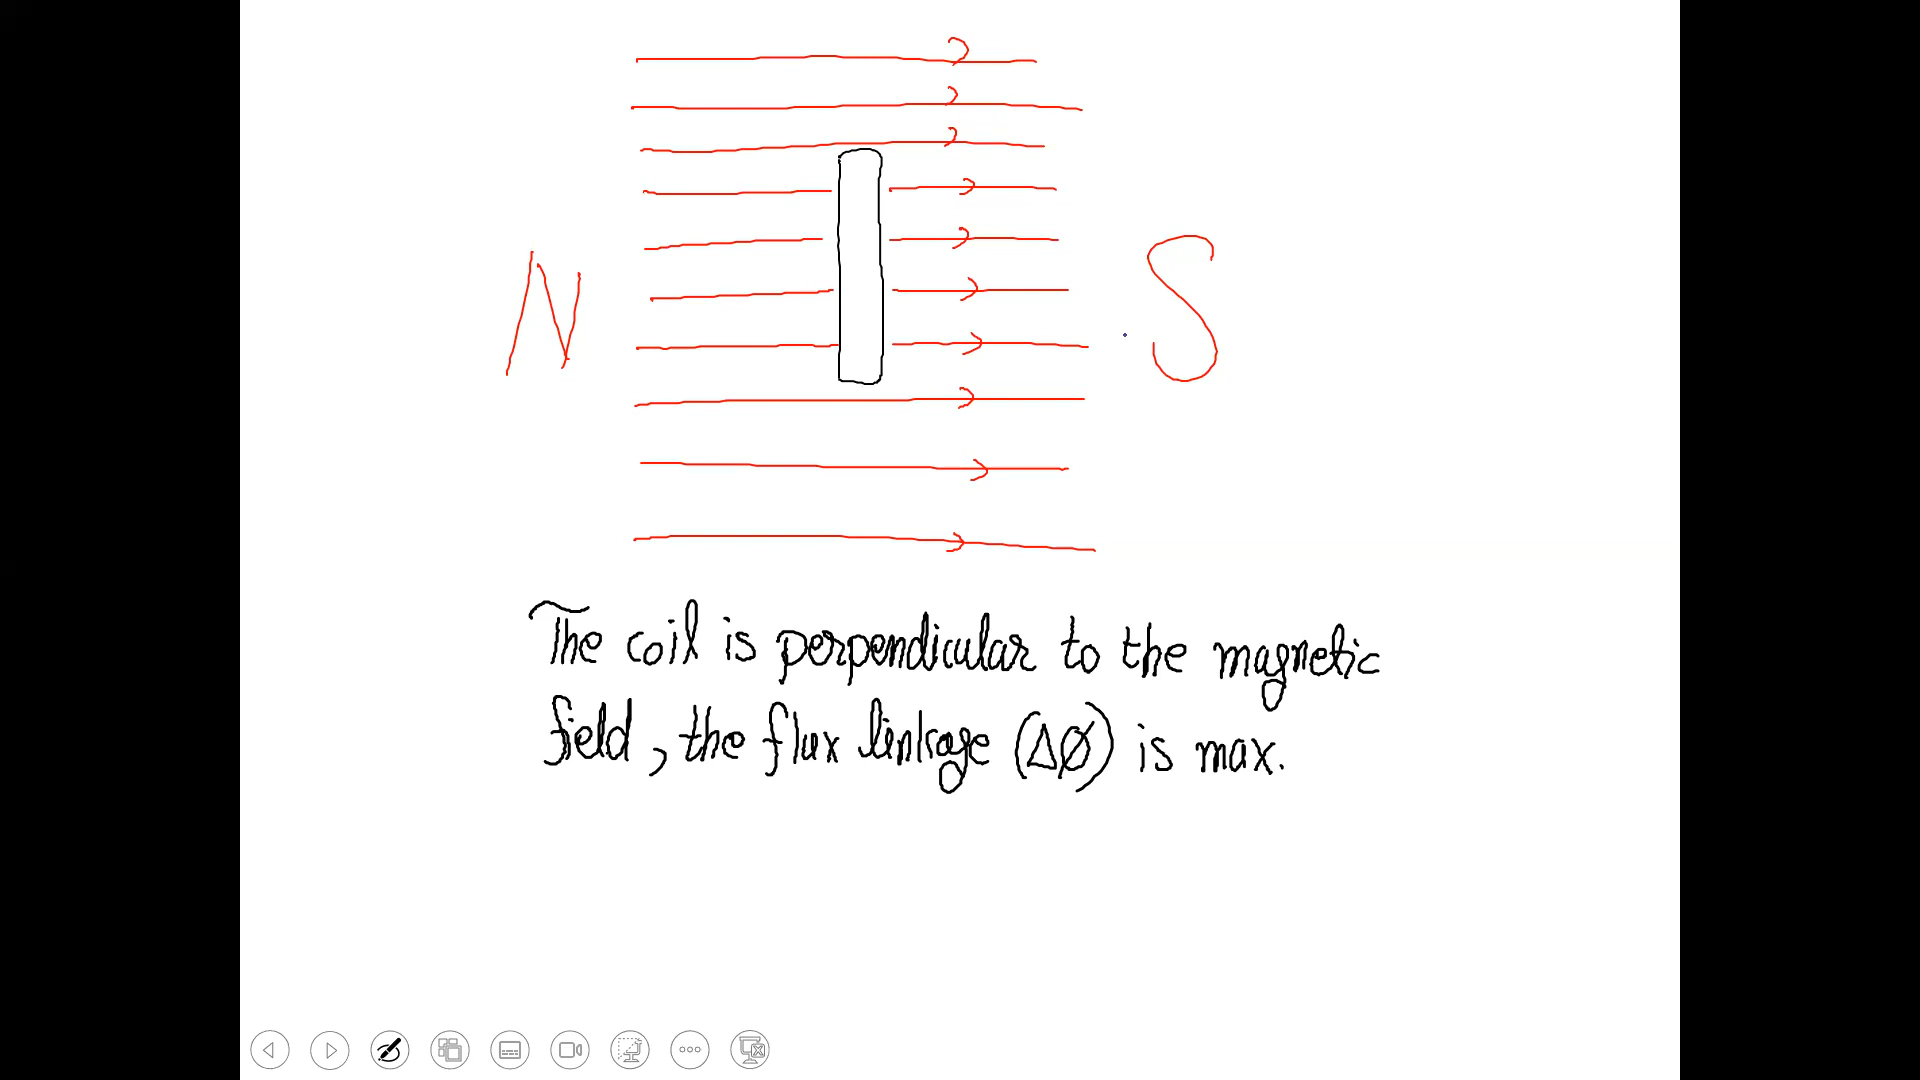 N S
The coil is perpendicular to the magnetic
field, the flux linkage (ΔØ) is max.